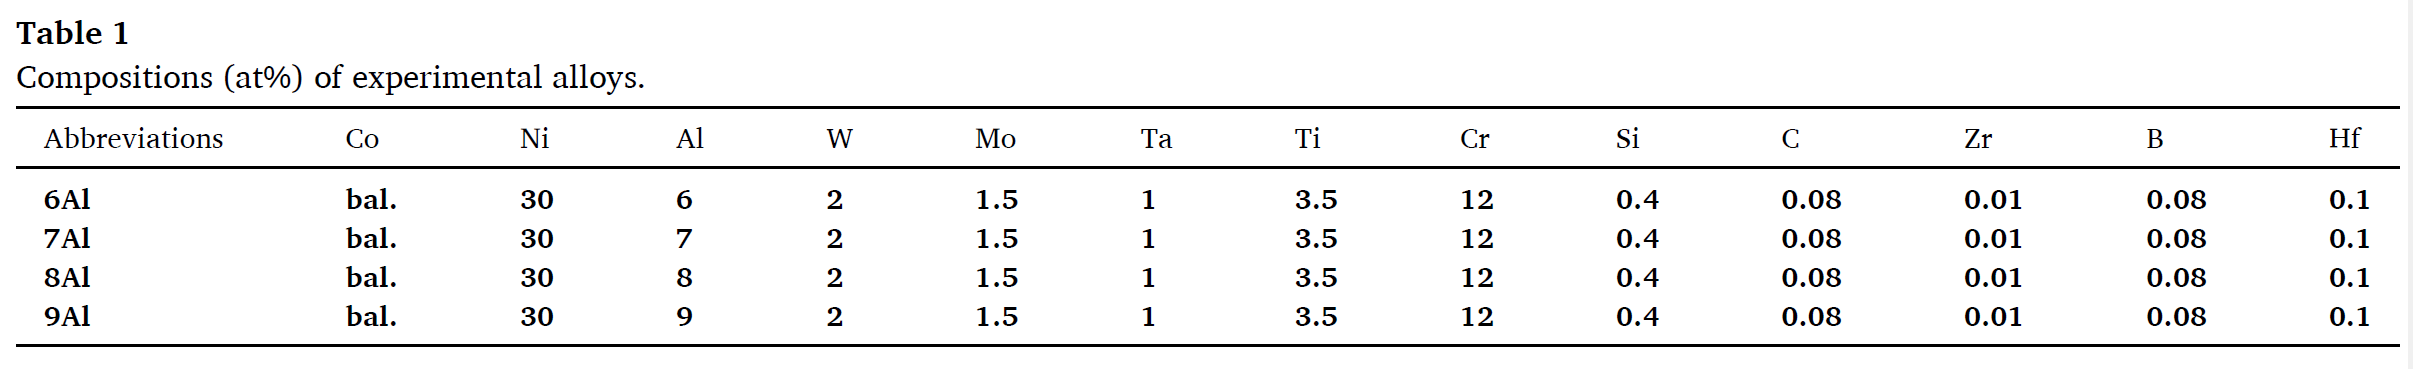 Table 1
Compositions (at%) of experimental alloys.
Abbreviations Co Ni Al W Mo Ta Ti Cr Si C Zr B Hf
6Al bal. 30 6 2 1.5 1 3.5 12 0.4 0.08 0.01 0.08 0.1
7Al bal. 30 7 2 1.5 1 3.5 12 0.4 0.08 0.01 0.08 0.1
8Al bal. 30 8 2 1.5 1 3.5 12 0.4 0.08 0.01 0.08 0.1
9Al bal. 30 9 2 1.5 1 3.5 12 0.4 0.08 0.01 0.08 0.1